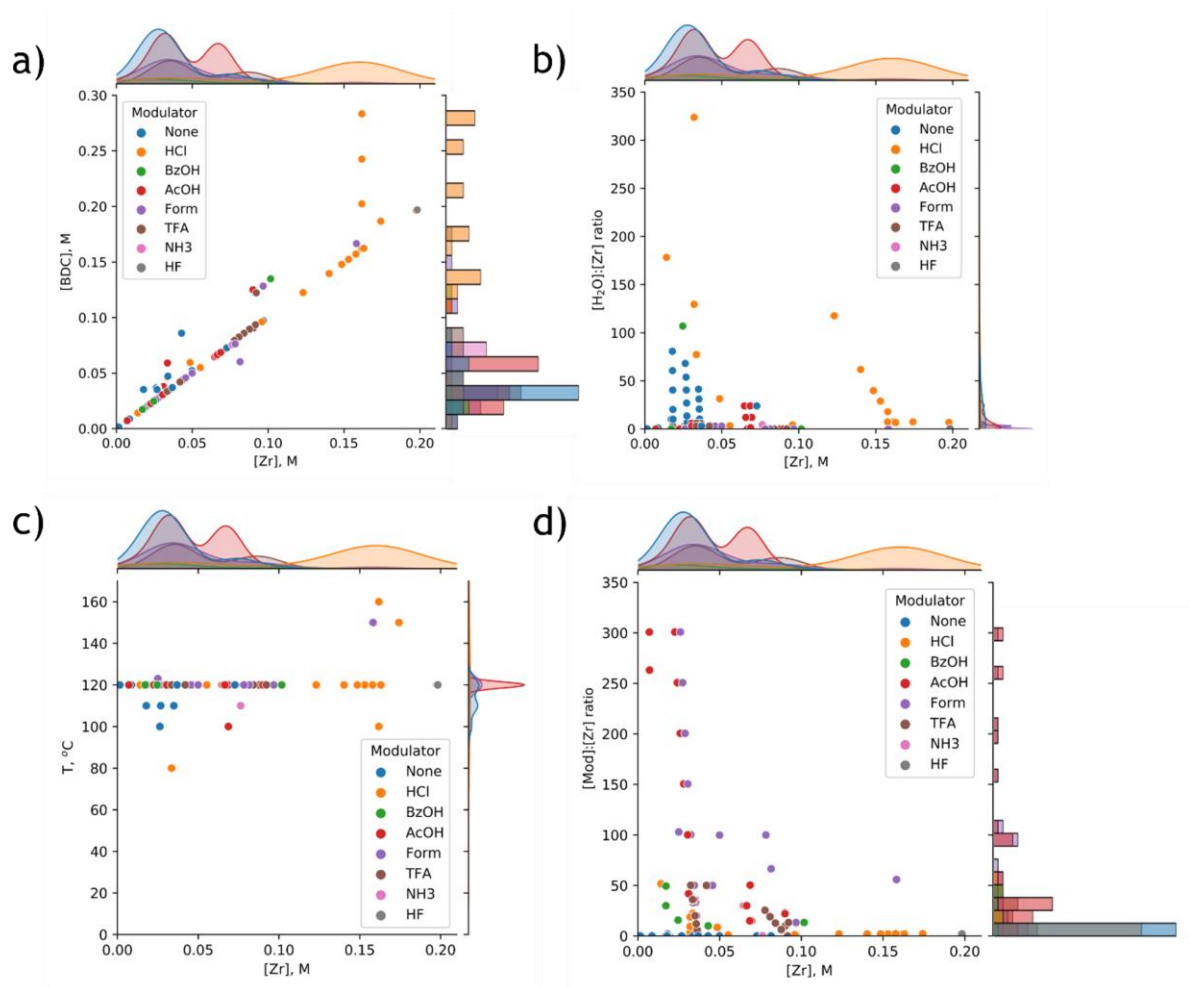 a)
0.30
0.25
0.20
0.15
0.10
0.05
0.00
[BDC], M
Modulator
None
HCl
BzOH
AcOH
Form
TFA
NH3
HF
0.00 0.05 0.10 0.15 0.20
[Zr], M
b)
350
300
250
200
150
100
50
0
[H₂O]:[Zr] ratio
Modulator
None
HCl
BzOH
AcOH
Form
TFA
NH3
HF
0.00 0.05 0.10 0.15 0.20
[Zr], M
c)
160
140
120
100
80
60
40
20
0
T, °C
Modulator
None
HCl
BzOH
AcOH
Form
TFA
NH3
HF
0.00 0.05 0.10 0.15 0.20
[Zr], M
d)
350
300
250
200
150
100
50
0
[Mod]:[Zr] ratio
Modulator
None
HCl
BzOH
AcOH
Form
TFA
NH3
HF
0.00 0.05 0.10 0.15 0.20
[Zr], M